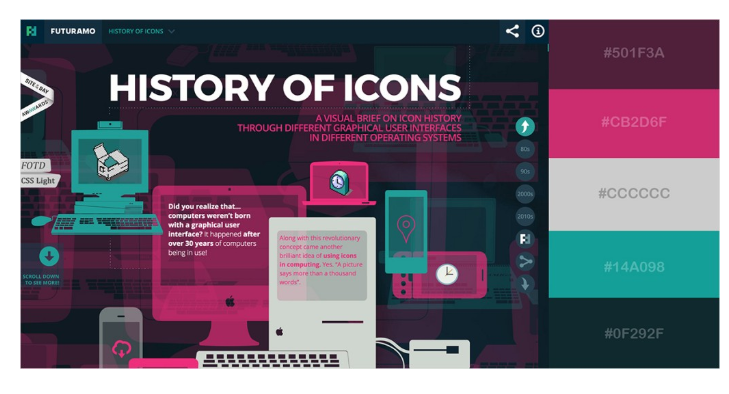 FUTURAMO
HISTORY OF ICONS
HISTORY OF ICONS
A VISUAL BRIEF ON ICON HISTORY
THROUGH DIFFERENT GRAPHICAL USER INTERFACES
IN DIFFERENT OPERATING SYSTEMS
SITE OF THE DAY
AWWWARDS
FOTD
CSS Light
80s
90s
2000s
2010s
Did you realize that...
computers weren't born
with a graphical user
interface? It happened after
over 30 years of computers
being in use!
Along with this revolutionary
concept came another
brilliant idea of using icons
in computing. Yes. "A picture
says more than a thousand
words".
SCROLL DOWN
TO SEE MORE!
#501F3A
#CB2D6F
#CCCCCC
#14A098
#0F292F